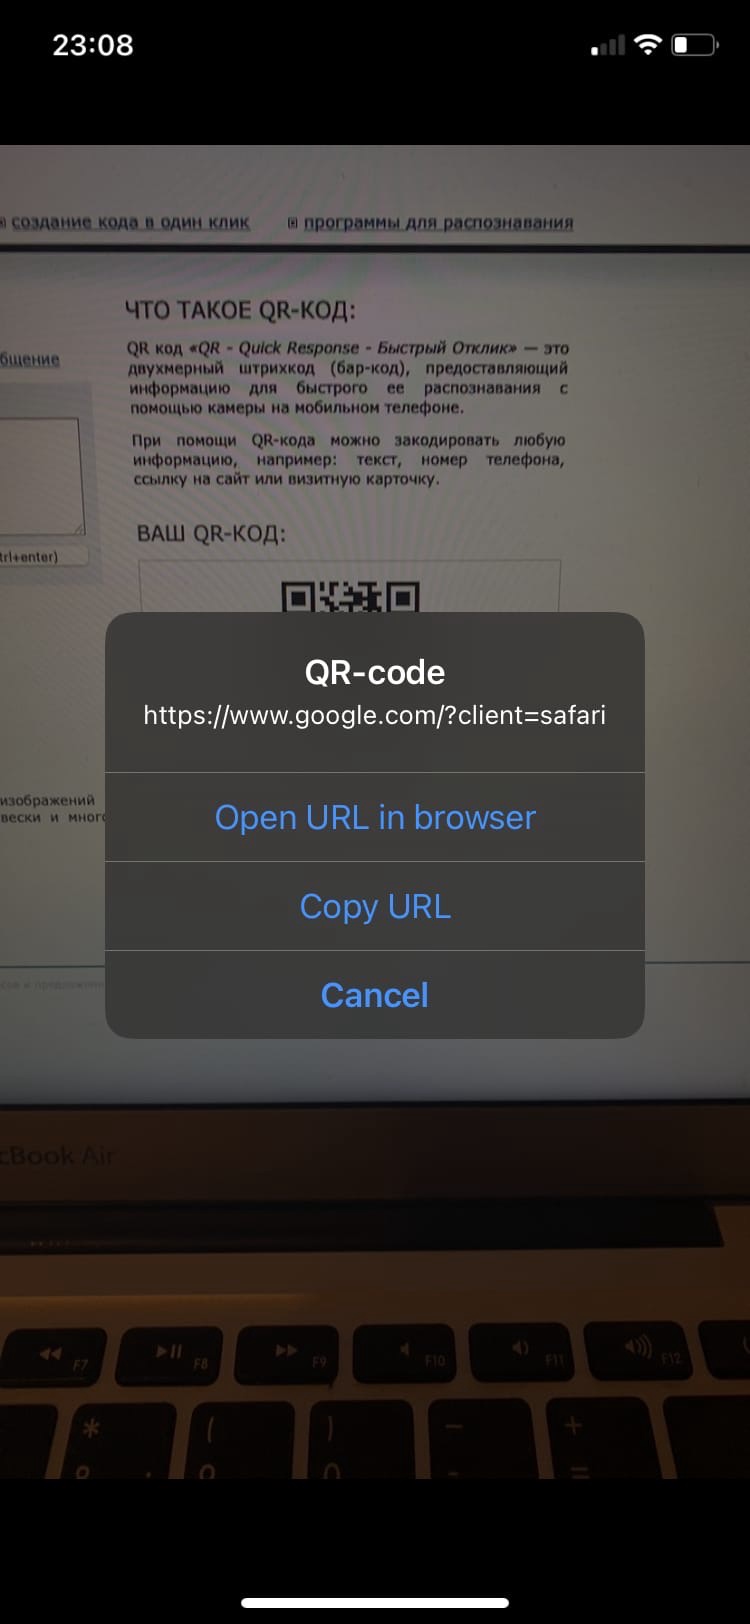 23:08
создание кода в один клик
программы для распознавания
ЧТО ТАКОЕ QR-КОД:
QR код «QR - Quick Response - Быстрый Отклик» — это
двухмерный штрихкод (бар-код), предоставляющий
информацию для быстрого ее распознавания с
помощью камеры на мобильном телефоне.
бщение
При помощи QR-кода можно закодировать любую
информацию, например: текст, номер телефона,
ссылку на сайт или визитную карточку.
ВАШ QR-КОД:
trl+enter)
QR-code
https://www.google.com/?client=safari
Open URL in browser
Copy URL
Cancel
изображений
вески и мног
сов и предложени
cBook Air
F7
F8
F9
F10
F11
F12
*
(
)
–
+
=